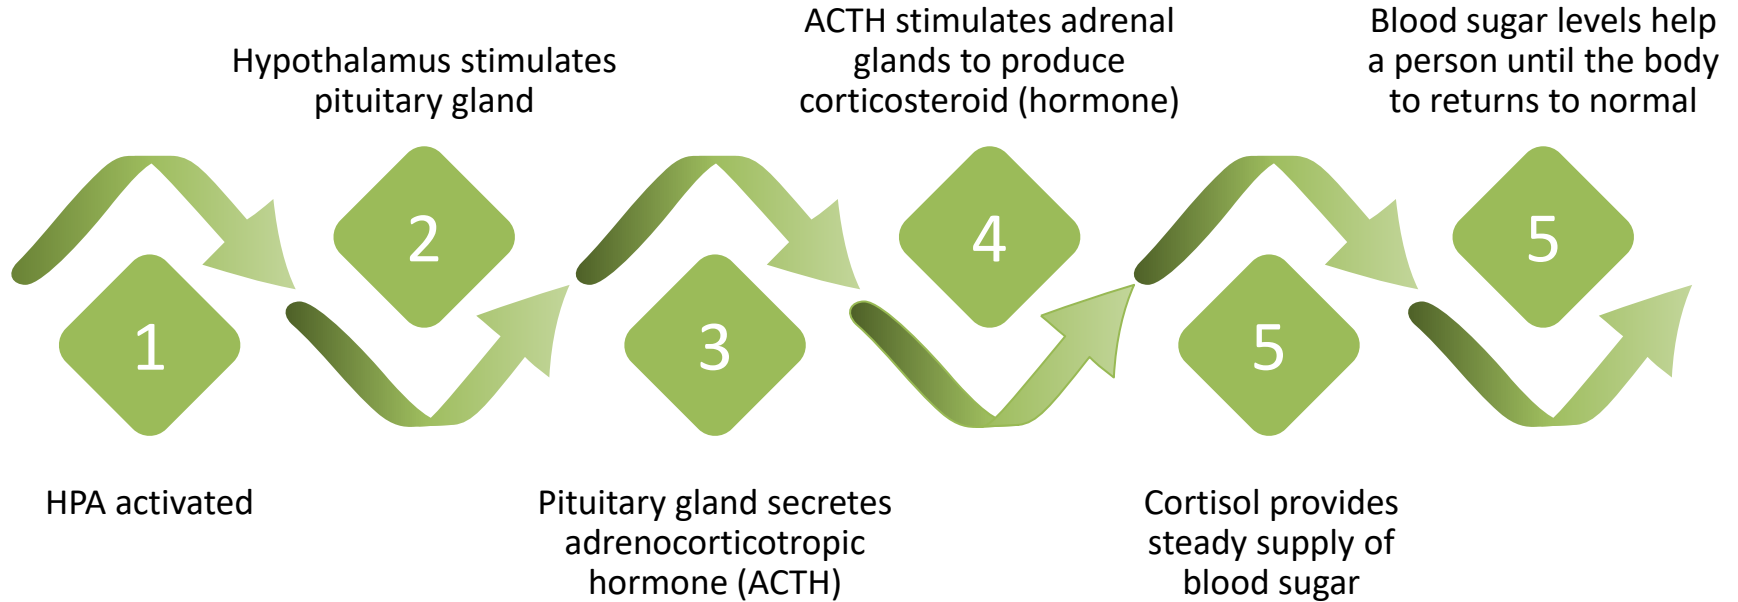 1
HPA activated
Hypothalamus stimulates
pituitary gland
2
3
Pituitary gland secretes
adrenocorticotropic
hormone (ACTH)
ACTH stimulates adrenal
glands to produce
corticosteroid (hormone)
4
5
Cortisol provides
steady supply of
blood sugar
Blood sugar levels help
a person until the body
to returns to normal
5